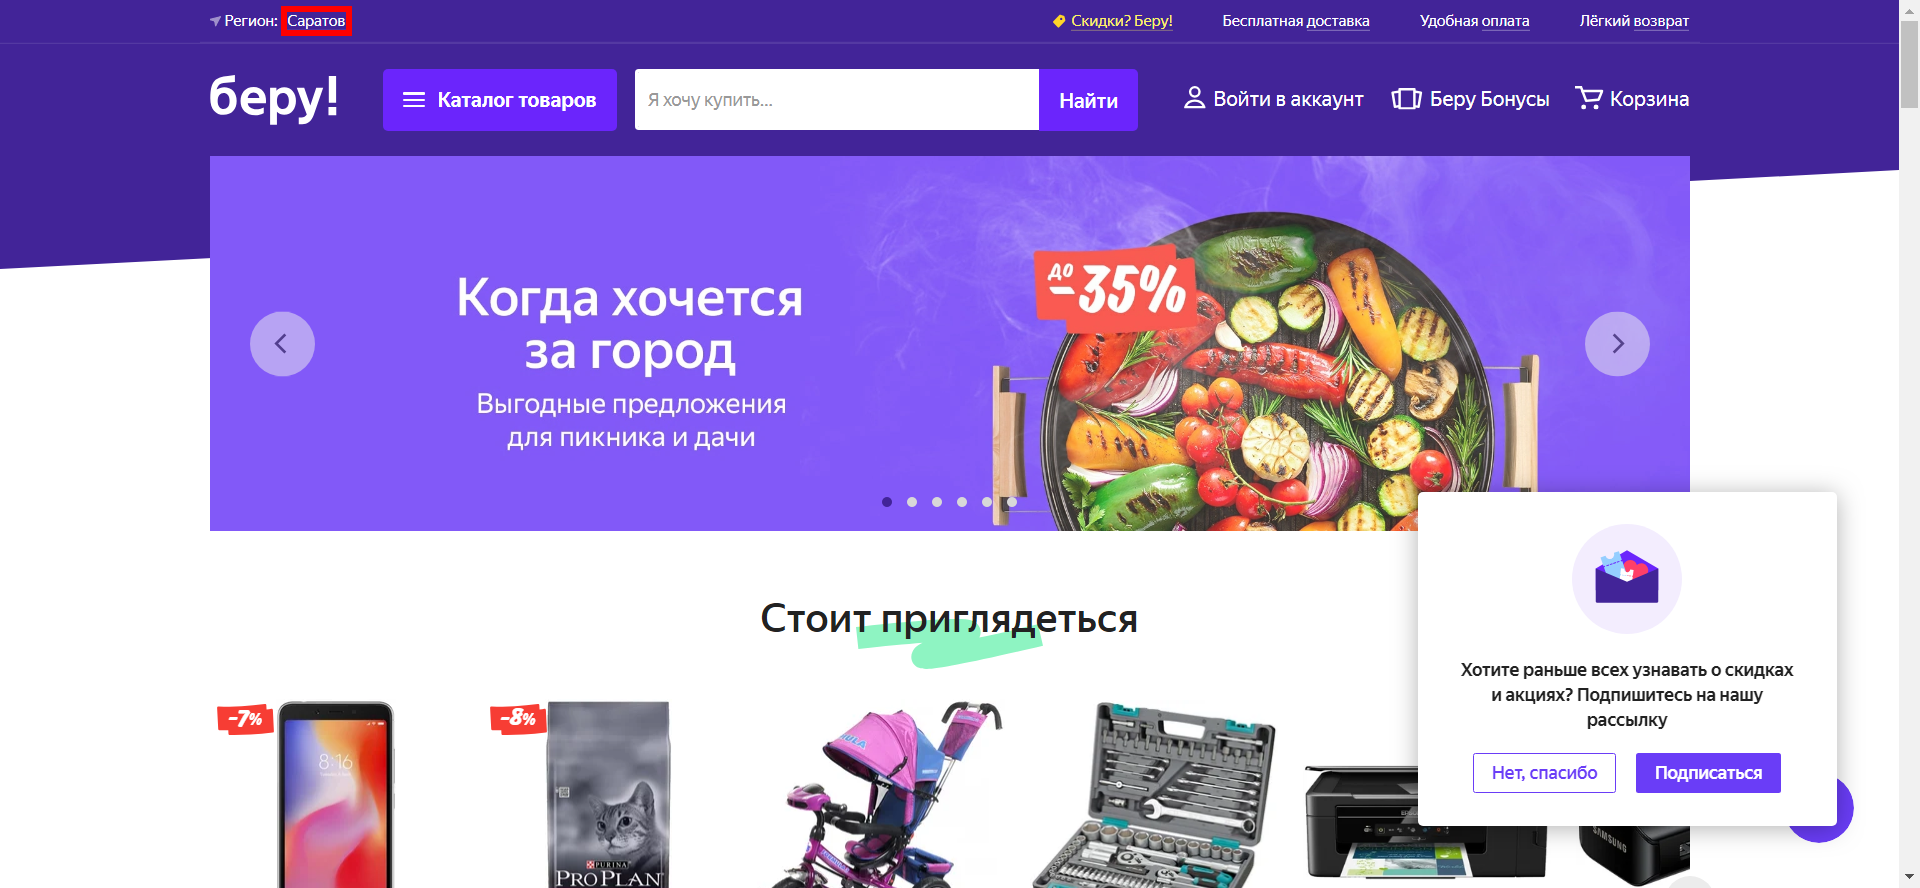 Регион: Саратов
Скидки? Беру!
Бесплатная доставка
Удобная оплата
Лёгкий возврат
беру!
Каталог товаров
Я хочу купить...
Найти
Войти в аккаунт
Беру Бонусы
Корзина
Когда хочется
за город
Выгодные предложения
для пикника и дачи
до
-35%
Стоит приглядеться
-7%
-8%
8:16
PURINA
PRO PLAN
SAMSUNG
Хотите раньше всех узнавать о скидках
и акциях? Подпишитесь на нашу
рассылку
Нет, спасибо
Подписаться